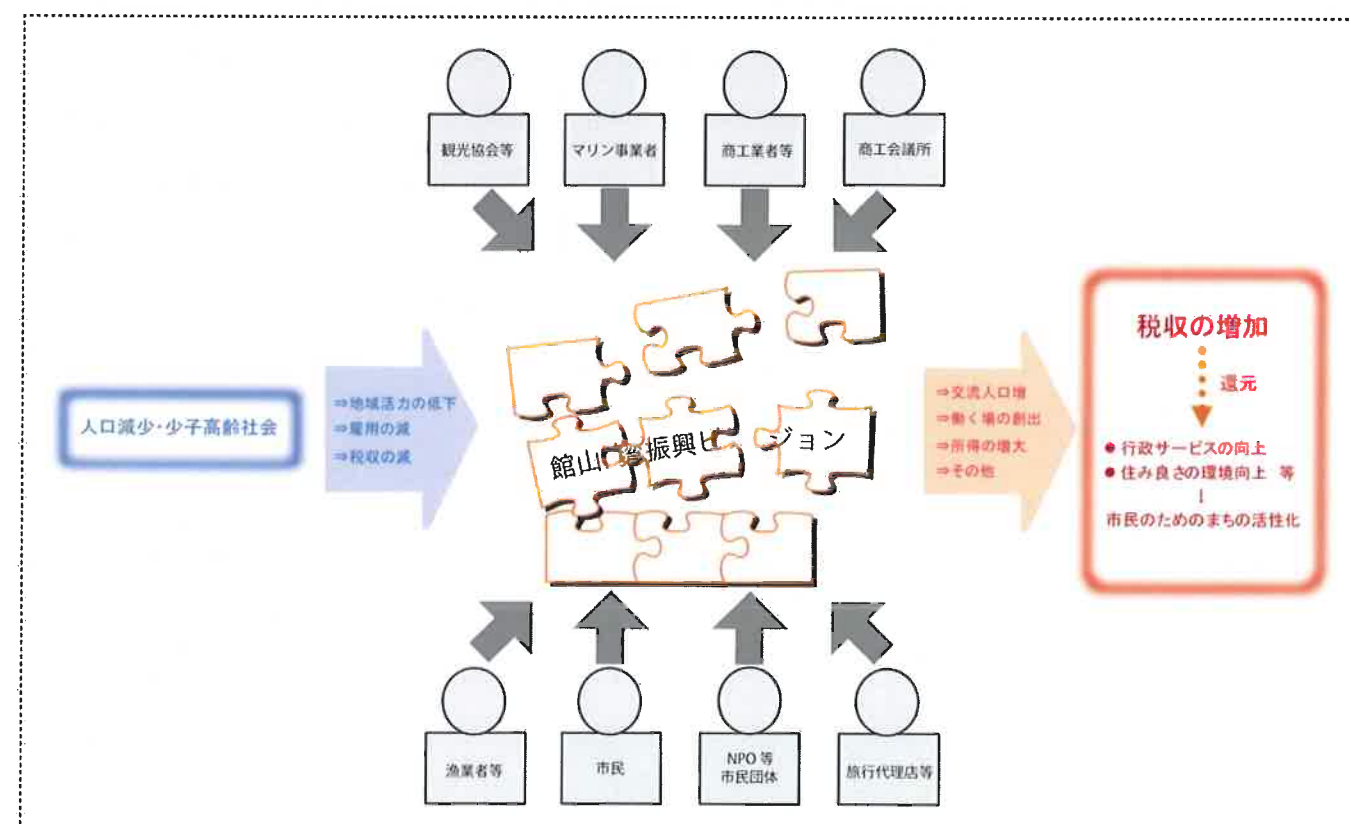 観光協会等
マリン事業者
商工業者等
商工会議所
人口減少・少子高齢社会
⇒地域活力の低下
⇒雇用の減
⇒税収の減
館山 振興ビ ジョン
⇒交流人口増
⇒働く場の創出
⇒所得の増大
⇒その他
税収の増加
還元
● 行政サービスの向上
● 住み良さの環境向上 等
↓
市民のためのまちの活性化
漁業者等
市民
NPO 等
市民団体
旅行代理店等